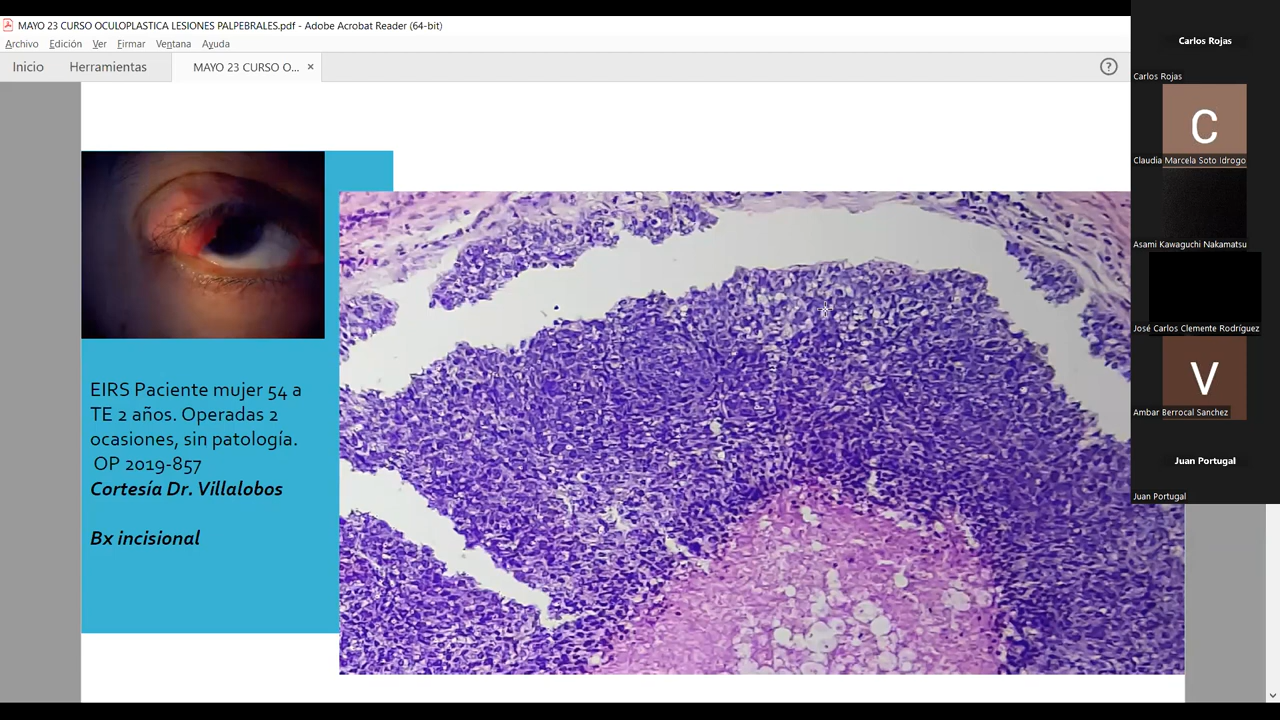 MAYO 23 CURSO OCULOPLASTICA LESIONES PALPEBRALES.pdf - Adobe Acrobat Reader (64-bit)
Archivo Edición Ver Firmar Ventana Ayuda
Inicio Herramientas MAYO 23 CURSO O... ×
?
EIRS Paciente mujer 54 a
TE 2 años. Operadas 2
ocasiones, sin patología.
OP 2019-857
Cortesía Dr. Villalobos
Bx incisional
Carlos Rojas
Carlos Rojas
C
Claudia Marcela Soto Idrogo
Asami Kawaguchi Nakamatsu
José Carlos Clemente Rodríguez
V
Ambar Berrocal Sanchez
Juan Portugal
Juan Portugal